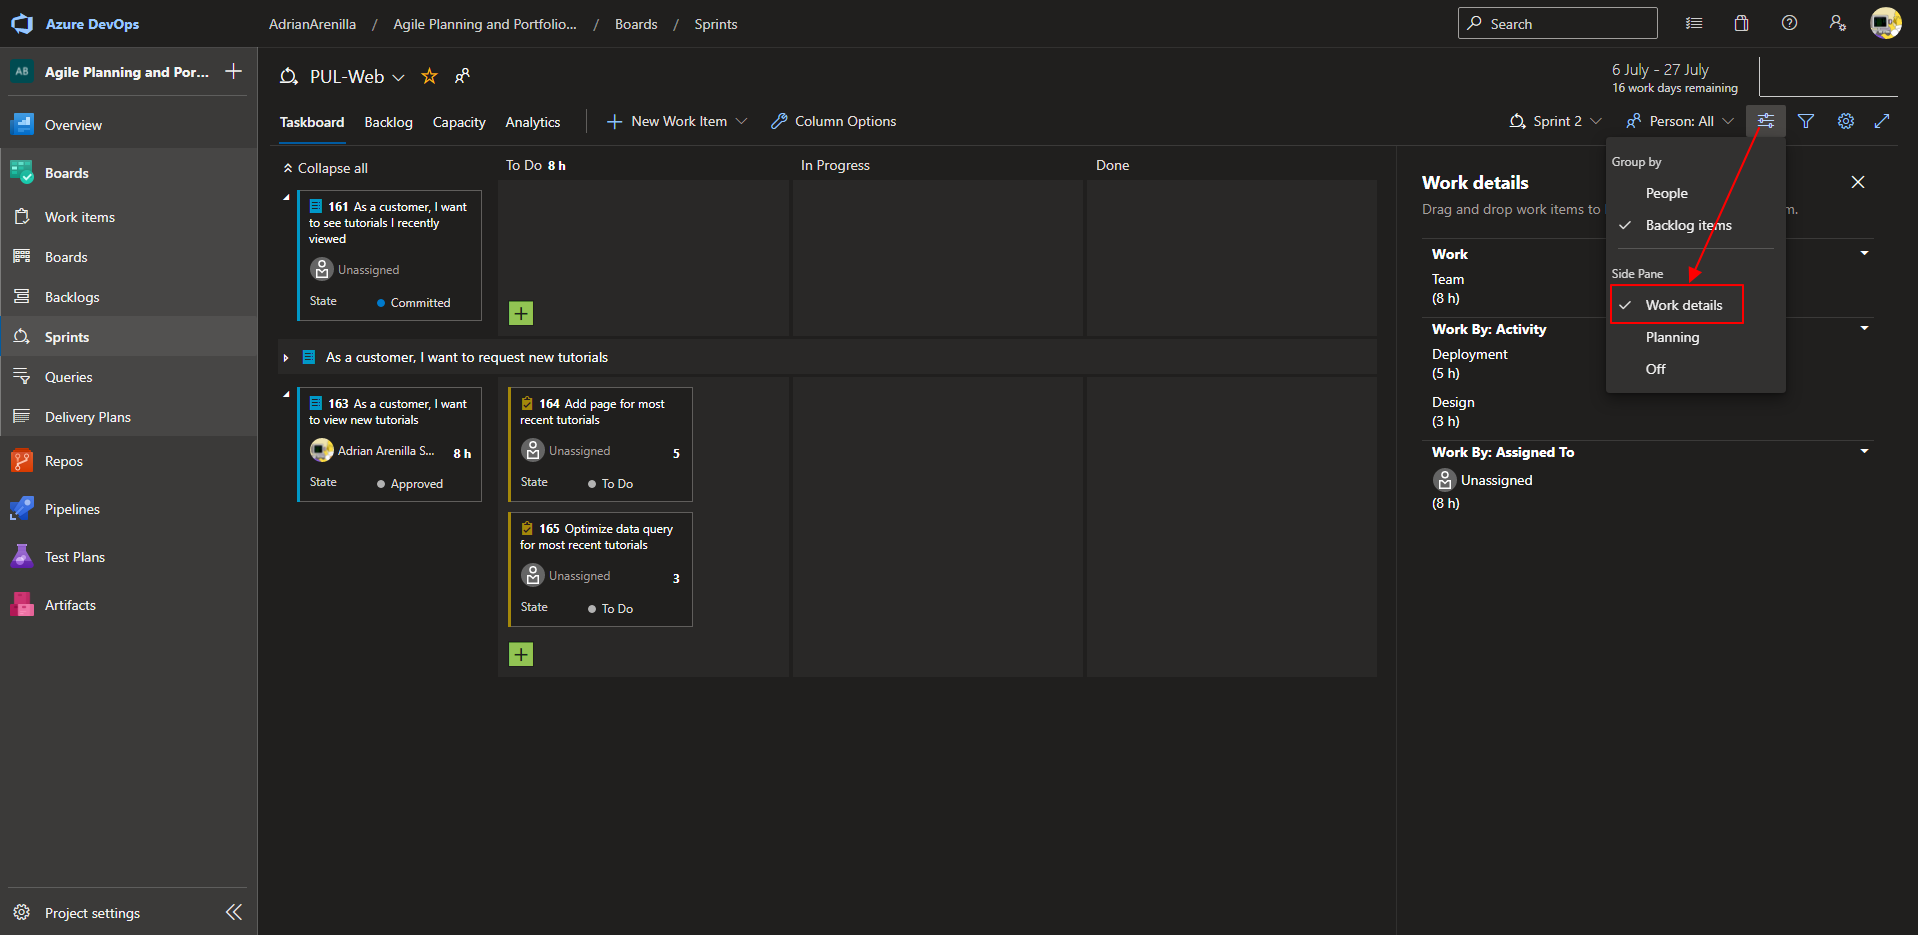 Azure DevOps
AdrianArenilla / Agile Planning and Portfolio... / Boards / Sprints
Search
AB
Agile Planning and Por...
Overview
Boards
Work items
Boards
Backlogs
Sprints
Queries
Delivery Plans
Repos
Pipelines
Test Plans
Artifacts
Project settings
PUL-Web
6 July - 27 July
16 work days remaining
Taskboard
Backlog
Capacity
Analytics
New Work Item
Column Options
Sprint 2
Person: All
Collapse all
To Do 8 h
In Progress
Done
161 As a customer, I want
to see tutorials I recently
viewed
Unassigned
State
Committed
As a customer, I want to request new tutorials
163 As a customer, I want
to view new tutorials
Adrian Arenilla S...
8 h
State
Approved
164 Add page for most
recent tutorials
Unassigned
5
State
To Do
165 Optimize data query
for most recent tutorials
Unassigned
3
State
To Do
Group by
People
Backlog items
Side Pane
Work details
Planning
Off
Work details
Drag and drop work items to
m.
Work
Team
(8 h)
Work By: Activity
Deployment
(5 h)
Design
(3 h)
Work By: Assigned To
Unassigned
(8 h)